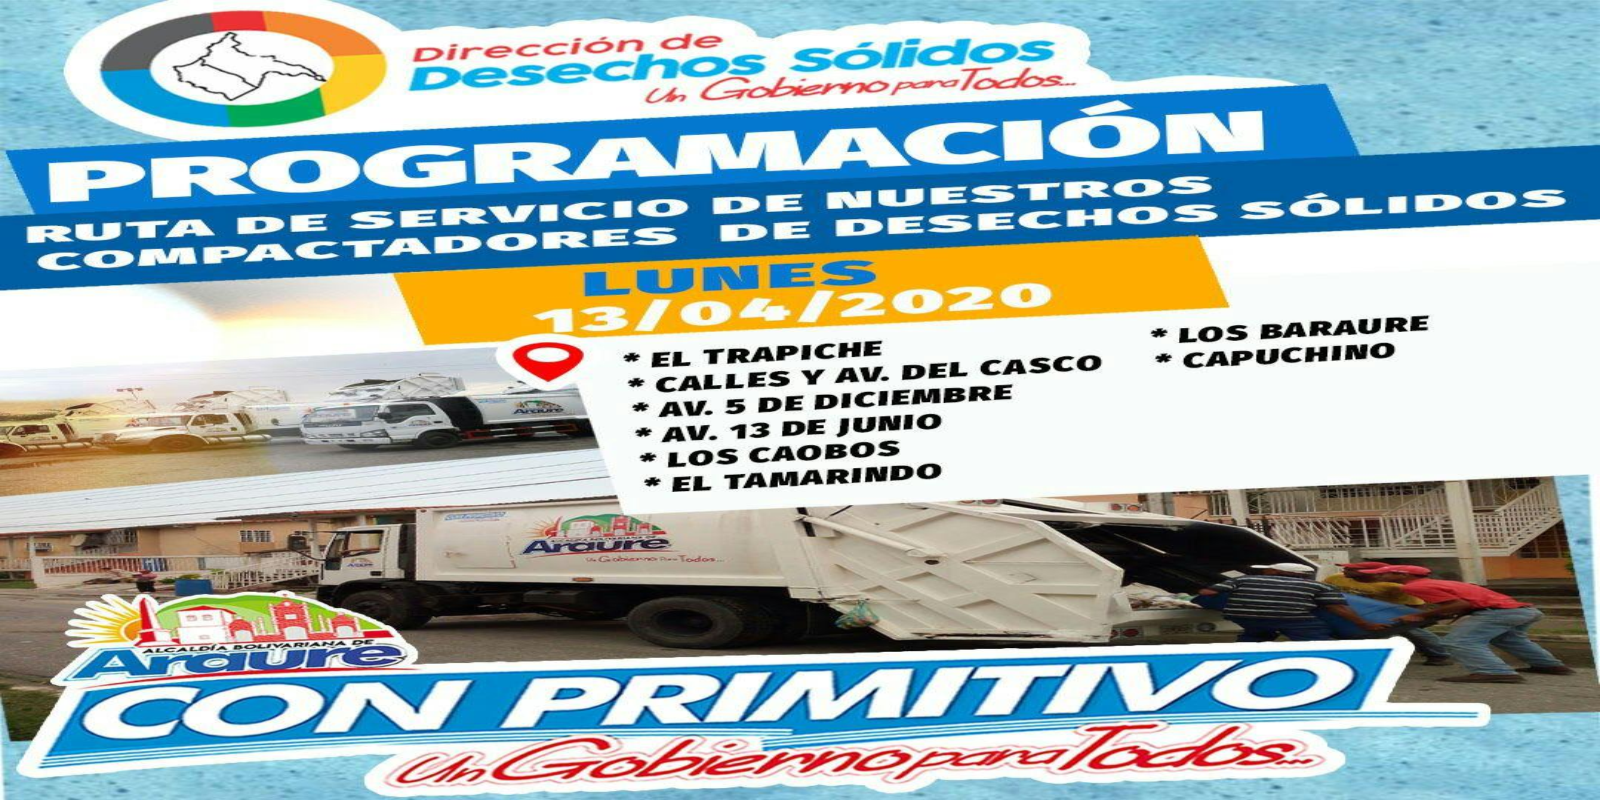 Dirección de
Desechos Sólidos
Un Gobierno para Todos...
PROGRAMACIÓN
RUTA DE SERVICIO DE NUESTROS
COMPACTADORES DE DESECHOS SÓLIDOS
LUNES
13/04/2020
* EL TRAPICHE
* CALLES Y AV. DEL CASCO
* AV. 5 DE DICIEMBRE
* AV. 13 DE JUNIO
* LOS CAOBOS
* EL TAMARINDO
* LOS BARAURE
* CAPUCHINO
Araure
Araure
Un Gobierno Para Todos...
ALCALDÍA BOLIVARIANA DE
Araure
CON PRIMITIVO
Un Gobierno para Todos...